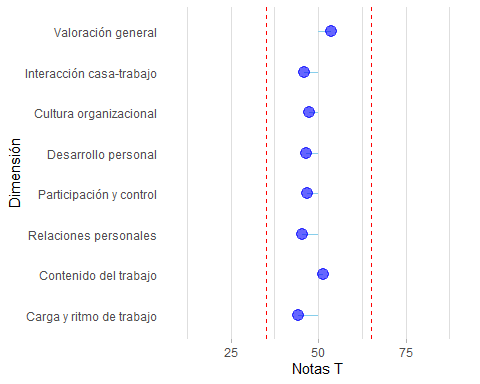 Valoración general
Interacción casa-trabajo
Cultura organizacional
Desarrollo personal
Participación y control
Relaciones personales
Contenido del trabajo
Carga y ritmo de trabajo
Dimensión
25 50 75
Notas T